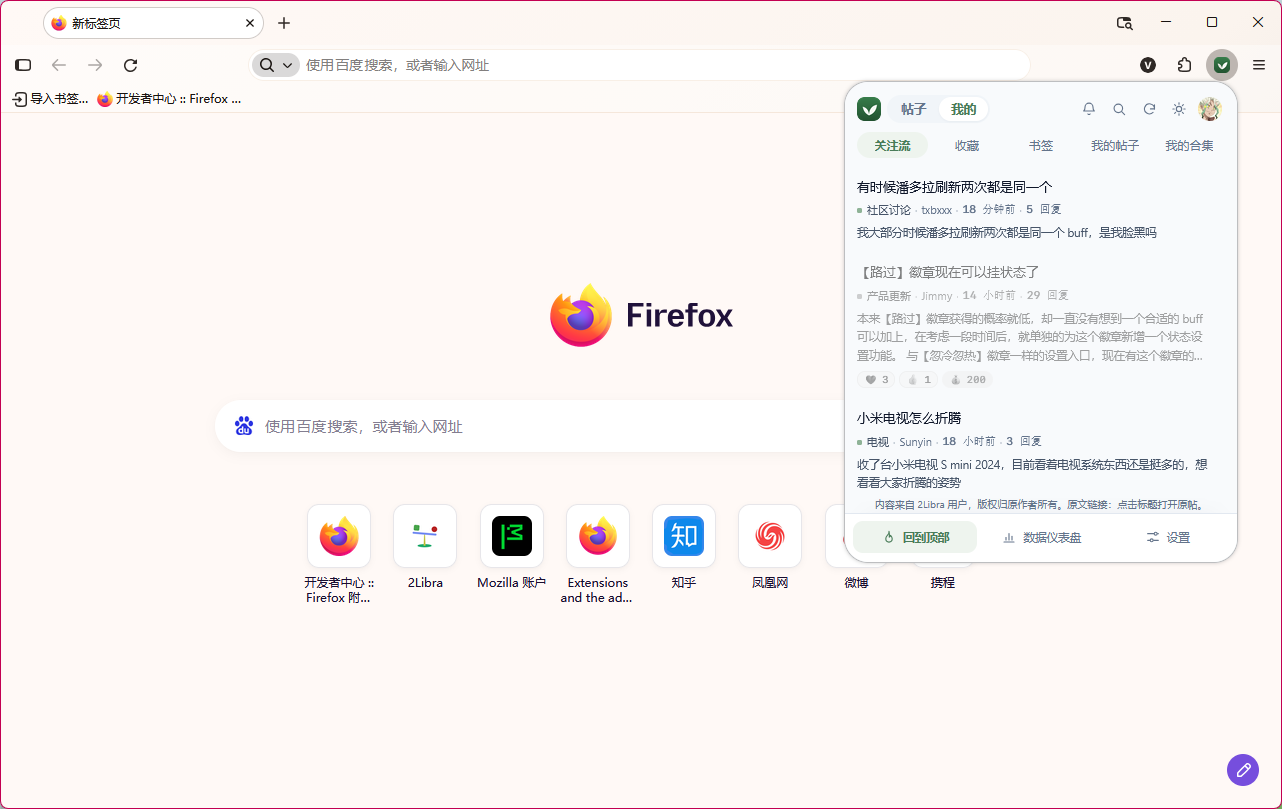 新标签页
使用百度搜索，或者输入网址
V
导入书签... 开发者中心 :: Firefox ...
帖子 我的
关注流 收藏 书签 我的帖子 我的合集
有时候潘多拉刷新两次都是同一个
社区讨论 · txbxxx · 18 分钟前 · 5 回复
我大部分时候潘多拉刷新两次都是同一个 buff，是我脸黑吗
【路过】徽章现在可以挂状态了
产品更新 · Jimmy · 14 小时前 · 29 回复
本来【路过】徽章获得的概率就低，却一直没有想到一个合适的 buff
可以加上，在考虑一段时间后，就单独的为这个徽章新增一个状态设
置功能。 与【忽冷忽热】徽章一样的设置入口，现在有这个徽章的...
3 1 200
小米电视怎么折腾
电视 · Sunyin · 18 小时前 · 3 回复
收了台小米电视 S mini 2024，目前看着电视系统东西还是挺多的，想
看看大家折腾的姿势
内容来自 2Libra 用户，版权归原作者所有。原文链接：点击标题打开原帖。
回到顶部 数据仪表盘 设置
Firefox
du
使用百度搜索，或者输入网址
知
开发者中心 ::
Firefox 附...
2Libra
Mozilla 账户
Extensions
and the ad...
知乎
凤凰网
微博
携程